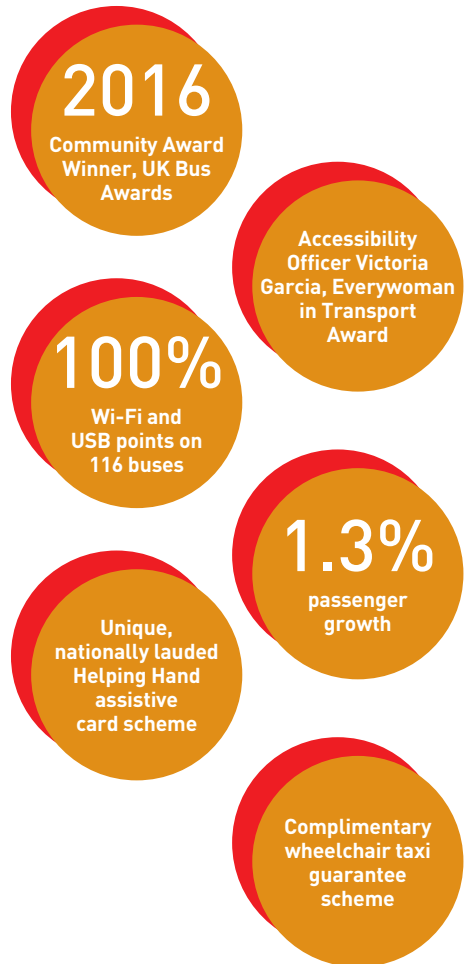 2016
Community Award
Winner, UK Bus
Awards
Accessibility
Officer Victoria
Garcia, Everywoman
in Transport
Award
100%
Wi-Fi and
USB points on
116 buses
1.3%
passenger
growth
Unique,
nationally lauded
Helping Hand
assistive
card scheme
Complimentary
wheelchair taxi
guarantee
scheme